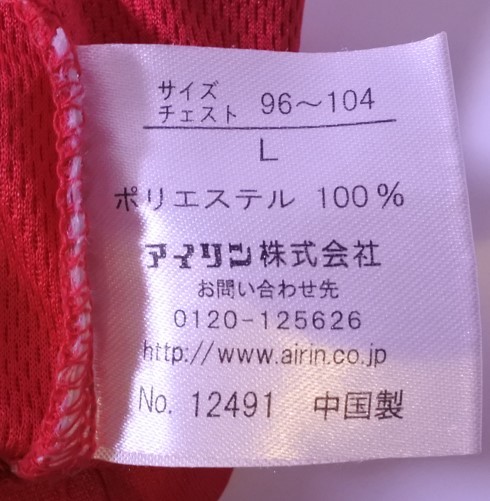 サイズ
チェスト 96～104
L
ポリエステル 100%
アイリン株式会社
お問い合わせ先
0120-125626
http://www.airin.co.jp
No. 12491 中国製